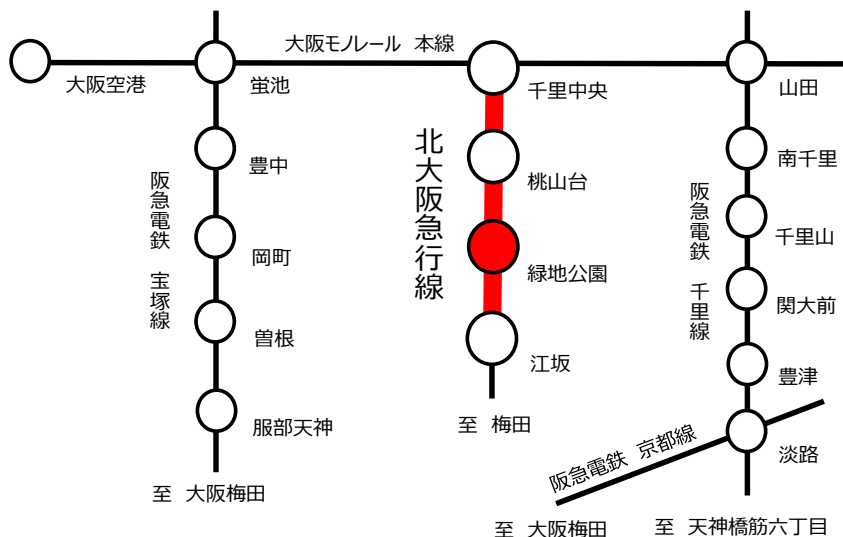 大阪モノレール 本線
大阪空港
蛍池
千里中央
山田
豊中
桃山台
南千里
岡町
緑地公園
千里山
曽根
江坂
関大前
服部天神
豊津
淡路
阪急電鉄 宝塚線
北大阪急行線
阪急電鉄 千里線
阪急電鉄 京都線
至 大阪梅田
至 梅田
至 大阪梅田
至 天神橋筋六丁目